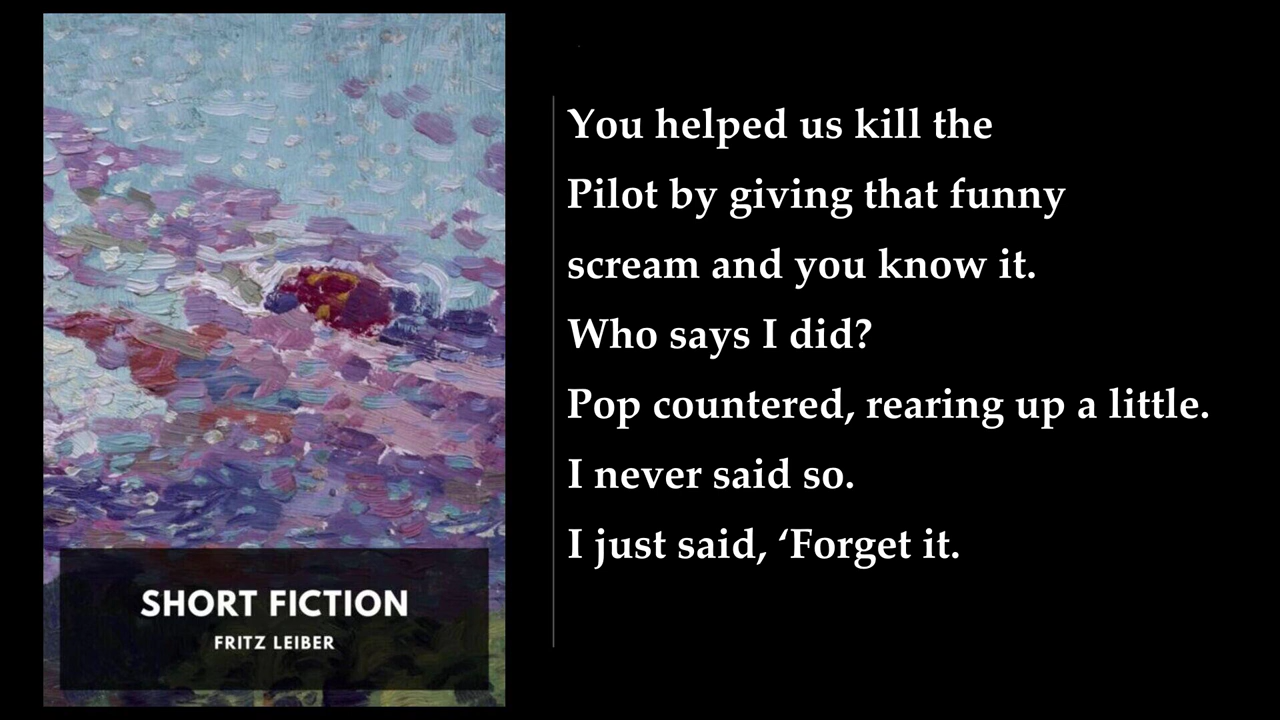 SHORT FICTION
FRITZ LEIBER
You helped us kill the
Pilot by giving that funny
scream and you know it.
Who says I did?
Pop countered, rearing up a little.
I never said so.
I just said, ‘Forget it.